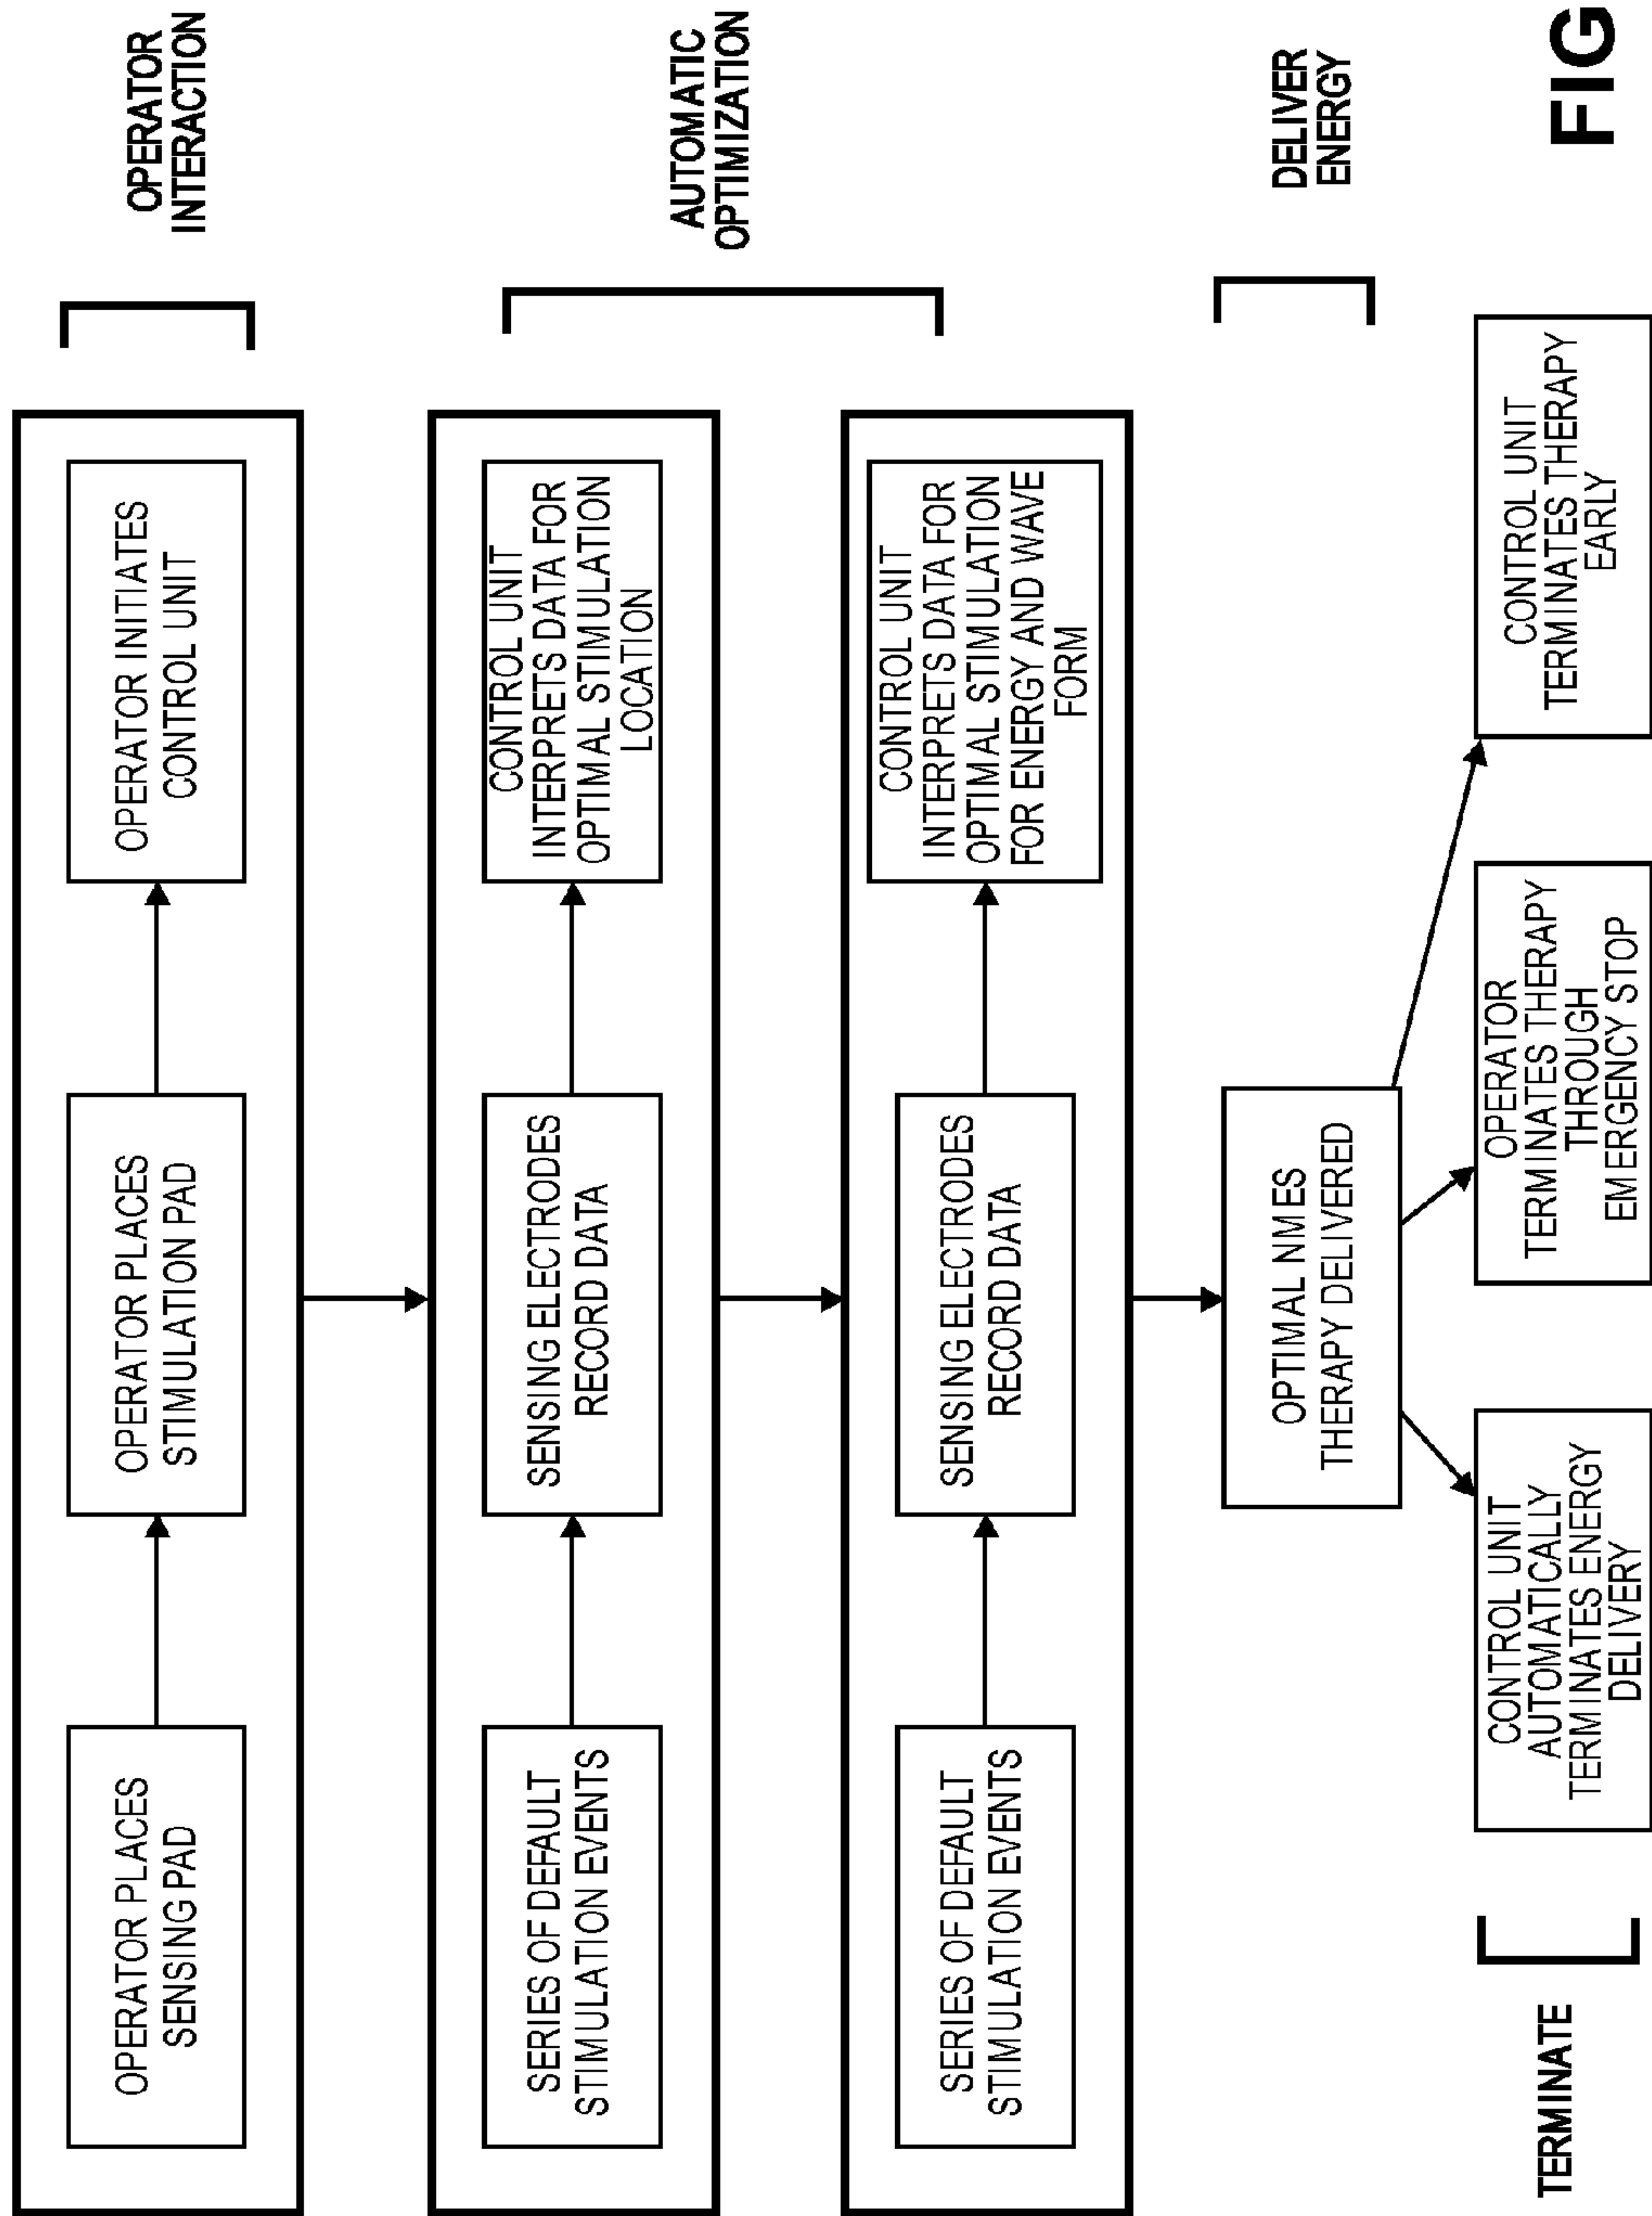 OPERATOR PLACES
SENSING PAD
OPERATOR PLACES
STIMULATION PAD
OPERATOR INITIATES
CONTROL UNIT
OPERATOR
INTERACTION
SERIES OF DEFAULT
STIMULATION EVENTS
SENSING ELECTRODES
RECORD DATA
CONTROL UNIT
INTERPRETS DATA FOR
OPTIMAL STIMULATION
LOCATION
AUTOMATIC
OPTIMIZATION
SERIES OF DEFAULT
STIMULATION EVENTS
SENSING ELECTRODES
RECORD DATA
CONTROL UNIT
INTERPRETS DATA FOR
OPTIMAL STIMULATION
FOR ENERGY AND WAVE
FORM
OPTIMAL NMES
THERAPY DELIVERED
DELIVER
ENERGY
TERMINATE
CONTROL UNIT
AUTOMATICALLY
TERMINATES ENERGY
DELIVERY
OPERATOR
TERMINATES THERAPY
THROUGH
EMERGENCY STOP
CONTROL UNIT
TERMINATES THERAPY
EARLY
FIG